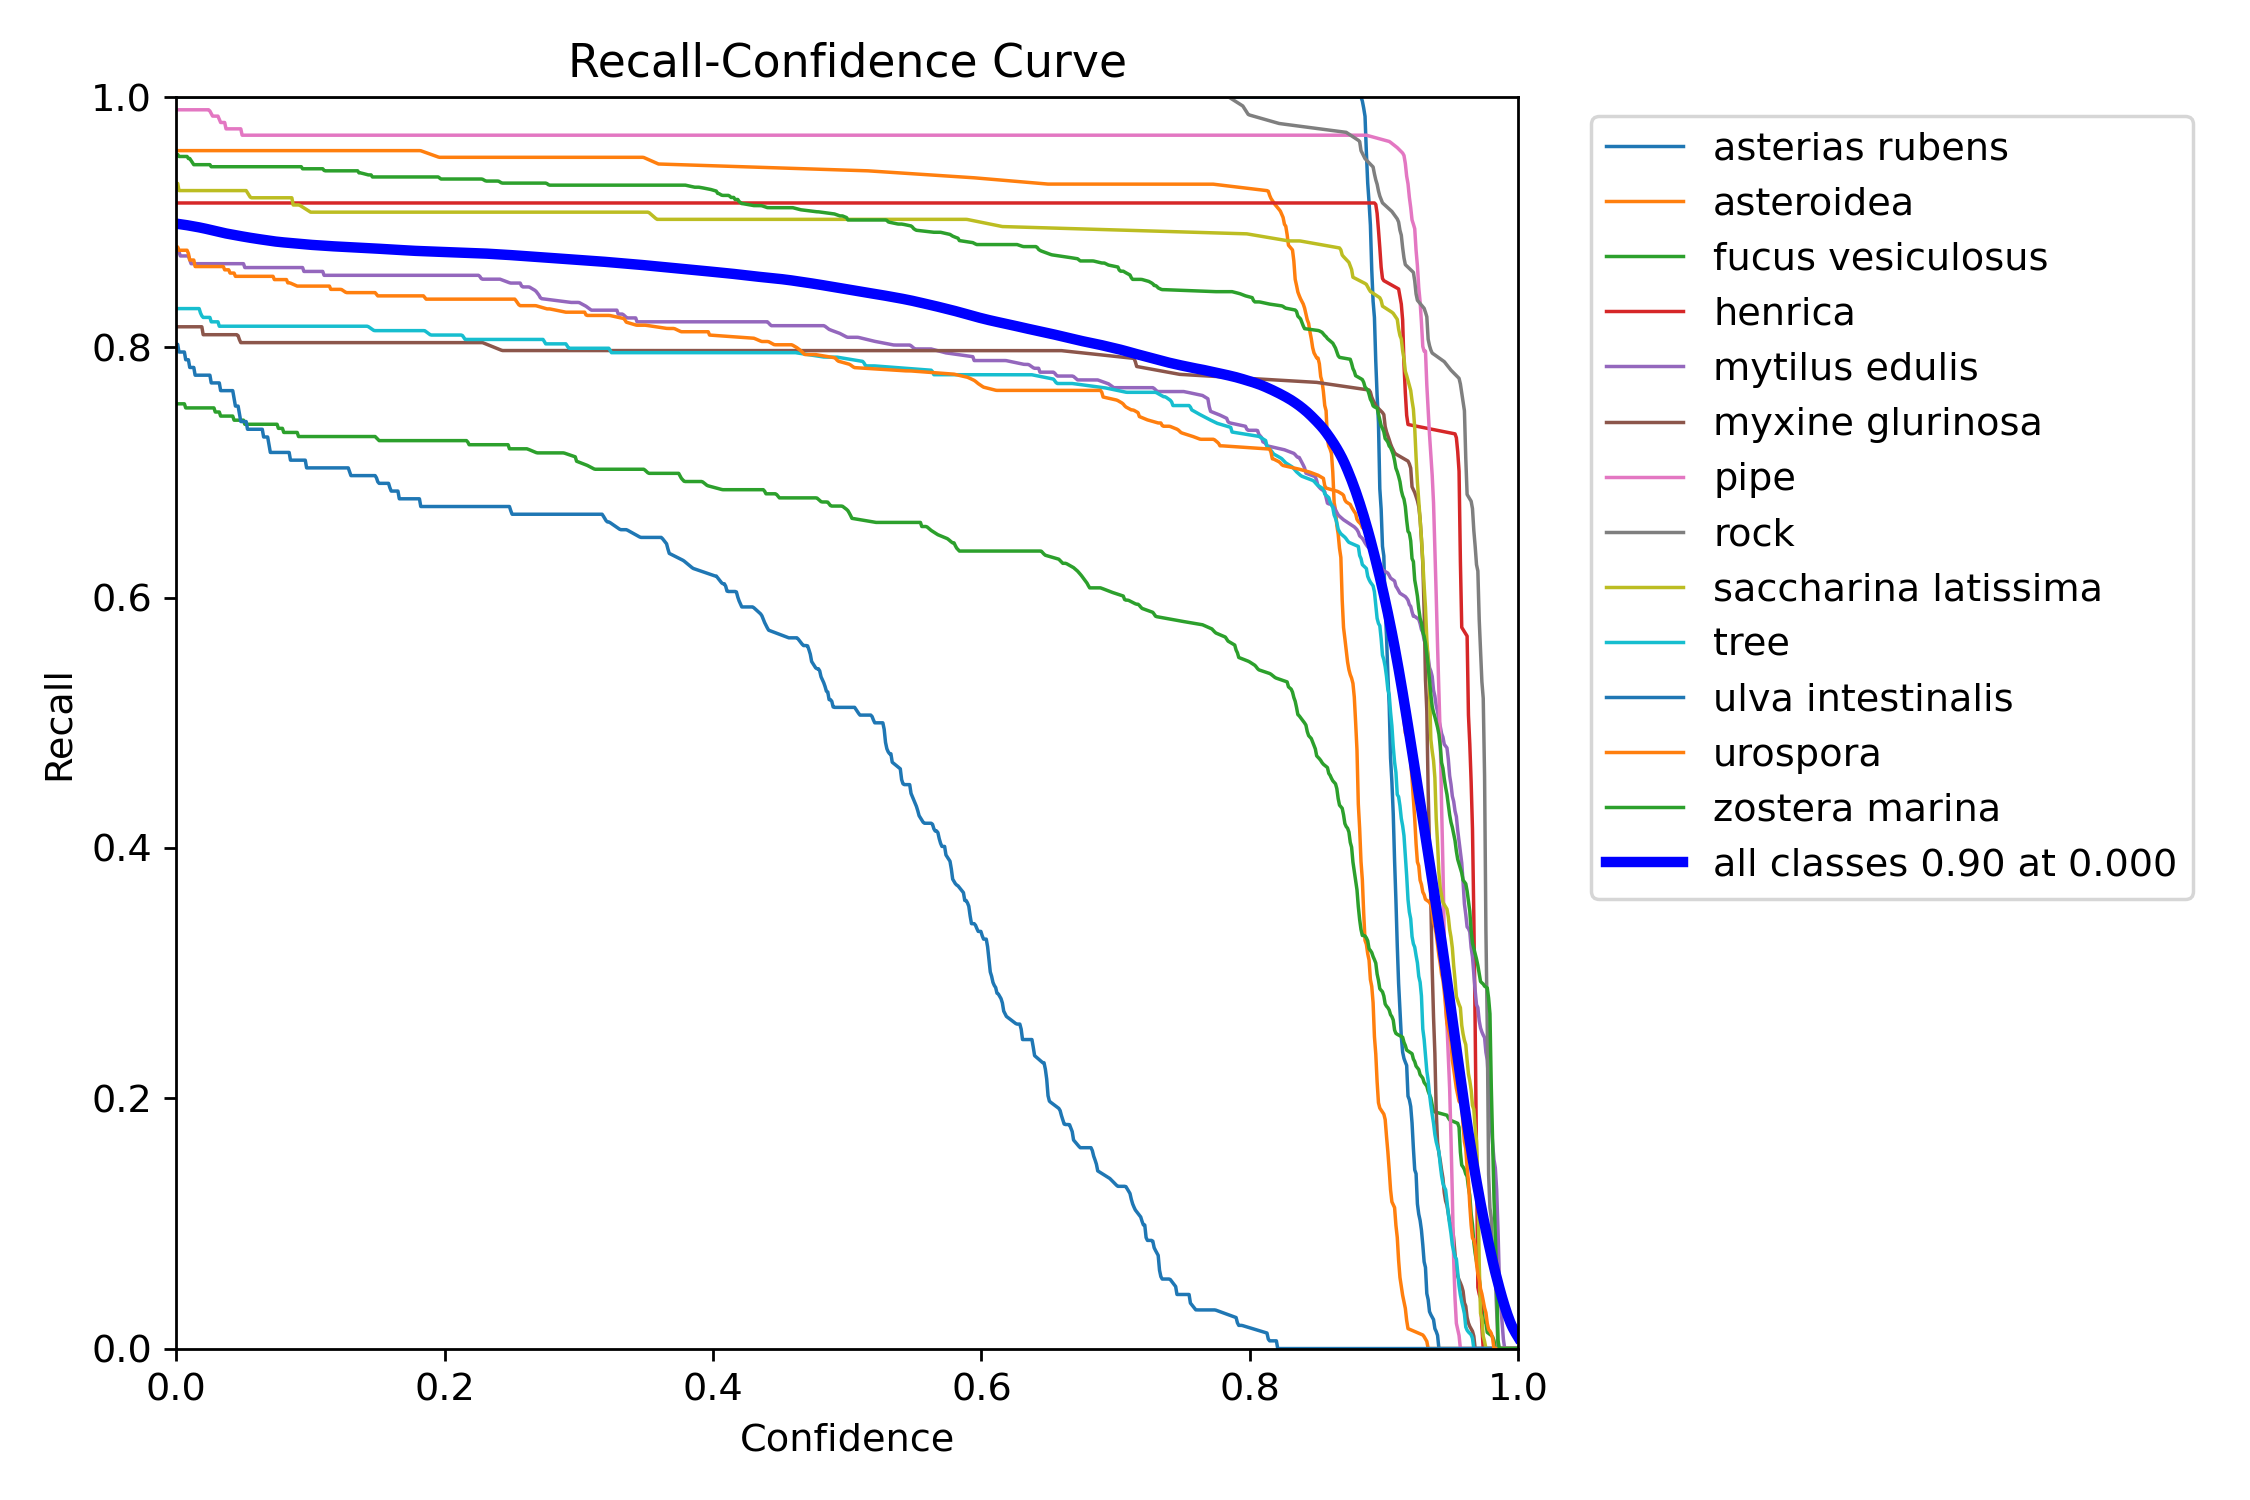 Recall-Confidence Curve
1.0
0.8
0.6
0.4
0.2
0.0
Recall
0.0 0.2 0.4 0.6 0.8 1.0
Confidence
asterias rubens
asteroidea
fucus vesiculosus
henrica
mytilus edulis
myxine glurinosa
pipe
rock
saccharina latissima
tree
ulva intestinalis
urospora
zostera marina
all classes 0.90 at 0.000